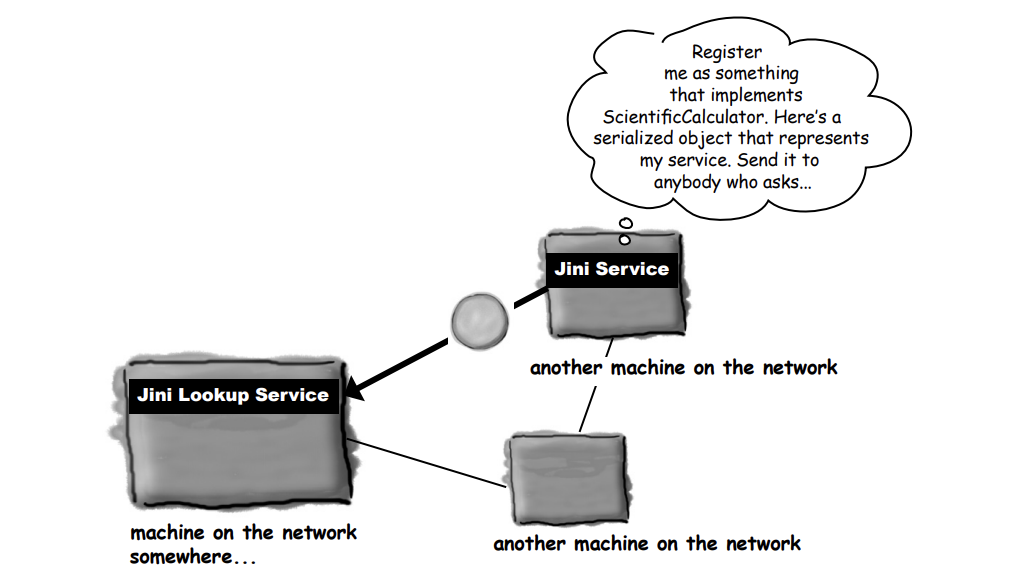 Register
me as something
that implements
ScientificCalculator. Here's a
serialized object that represents
my service. Send it to
anybody who asks...
Jini Service
another machine on the network
Jini Lookup Service
machine on the network
somewhere...
another machine on the network